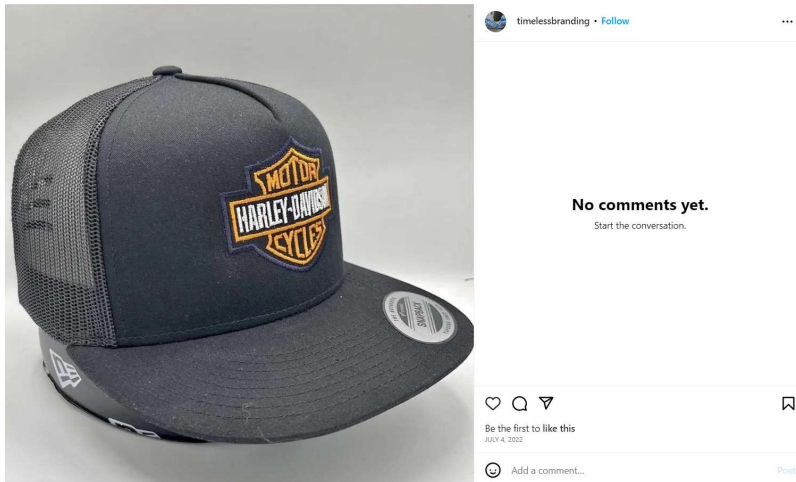 timelessbranding • Follow
MOTOR
HARLEY-DAVIDSON
CYCLES
SNAPBACK
No comments yet.
Start the conversation.
Be the first to like this
JULY 4, 2022
Add a comment...
Post